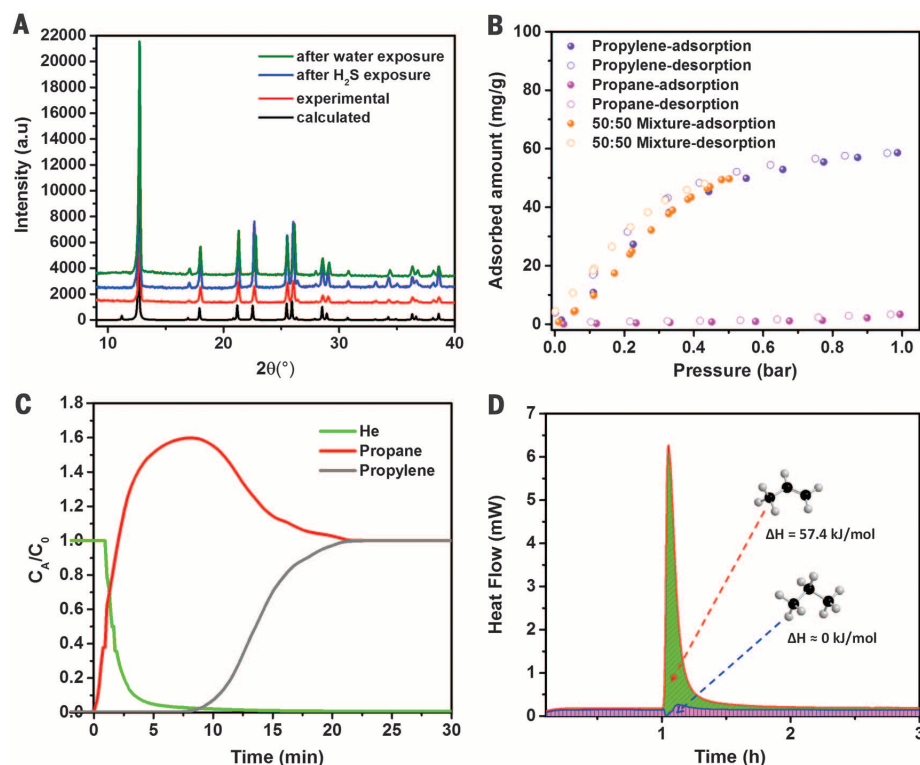 A
after water exposure
after H₂S exposure
experimental
calculated
Intensity (a.u)
22000
20000
18000
16000
14000
12000
10000
8000
6000
4000
2000
0
10
20
30
40
2θ(°)
B
Propylene-adsorption
Propylene-desorption
Propane-adsorption
Propane-desorption
50:50 Mixture-adsorption
50:50 Mixture-desorption
Adsorbed amount (mg/g)
100
80
60
40
20
0
0.0
0.2
0.4
0.6
0.8
1.0
Pressure (bar)
C
He
Propane
Propylene
C_A/C_0
1.8
1.6
1.4
1.2
1.0
0.8
0.6
0.4
0.2
0.0
0
5
10
15
20
25
30
Time (min)
D
ΔH = 57.4 kJ/mol
ΔH ≈ 0 kJ/mol
Heat Flow (mW)
7
6
5
4
3
2
1
0
1
2
3
Time (h)